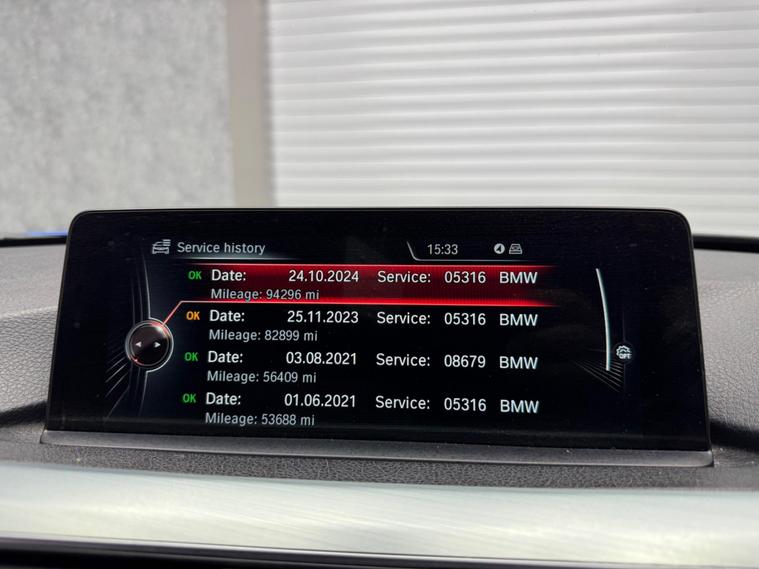 Service history
15:33
OK Date: 24.10.2024 Service: 05316 BMW
Mileage: 94296 mi
OK Date: 25.11.2023 Service: 05316 BMW
Mileage: 82899 mi
OK Date: 03.08.2021 Service: 08679 BMW
Mileage: 56409 mi
OK Date: 01.06.2021 Service: 05316 BMW
Mileage: 53688 mi
OPT